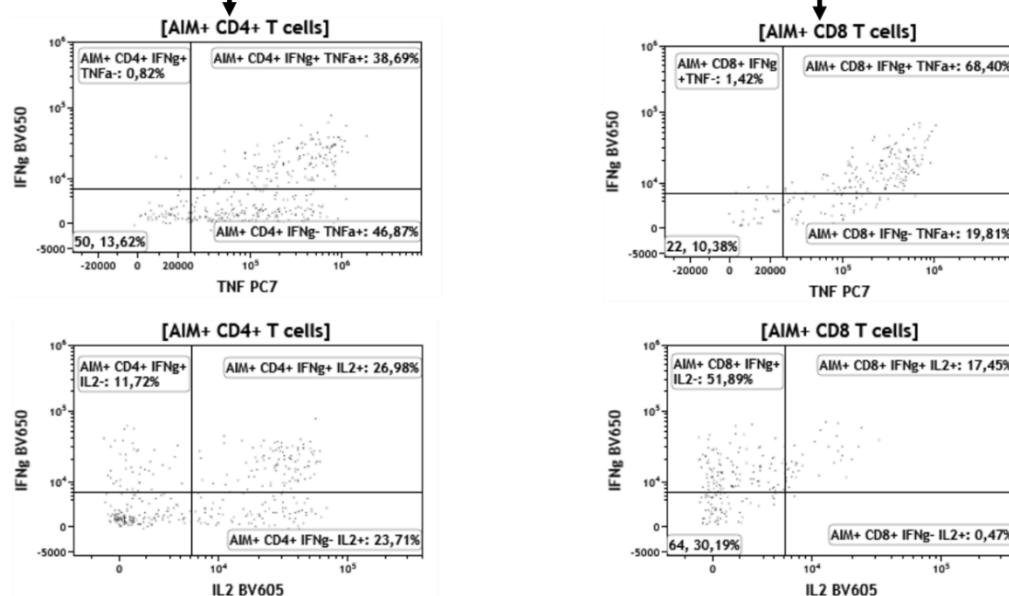 [AIM+ CD4+ T cells]
AIM+ CD4+ IFNg+
TNFa-: 0,82%
AIM+ CD4+ IFNg+ TNFa+: 38,69%
10⁶
10⁵
10⁴
0
-5000
IFNg BV650
50, 13,62%
AIM+ CD4+ IFNg- TNFa+: 46,87%
-20000 0 20000 10⁵ 10⁶
TNF PC7
[AIM+ CD8 T cells]
AIM+ CD8+ IFNg
+TNF-: 1,42%
AIM+ CD8+ IFNg+ TNFa+: 68,40%
10⁶
10⁵
10⁴
0
-5000
IFNg BV650
22, 10,38%
AIM+ CD8+ IFNg- TNFa+: 19,81%
-20000 0 20000 10⁵ 10⁶
TNF PC7
[AIM+ CD4+ T cells]
AIM+ CD4+ IFNg+
IL2-: 11,72%
AIM+ CD4+ IFNg+ IL2+: 26,98%
10⁶
10⁵
10⁴
0
-5000
IFNg BV650
AIM+ CD4+ IFNg- IL2+: 23,71%
0 10⁴ 10⁵
IL2 BV605
[AIM+ CD8 T cells]
AIM+ CD8+ IFNg+
IL2-: 51,89%
AIM+ CD8+ IFNg+ IL2+: 17,45%
10⁶
10⁵
10⁴
0
-5000
IFNg BV650
64, 30,19%
AIM+ CD8+ IFNg- IL2+: 0,47%
0 10⁴ 10⁵
IL2 BV605